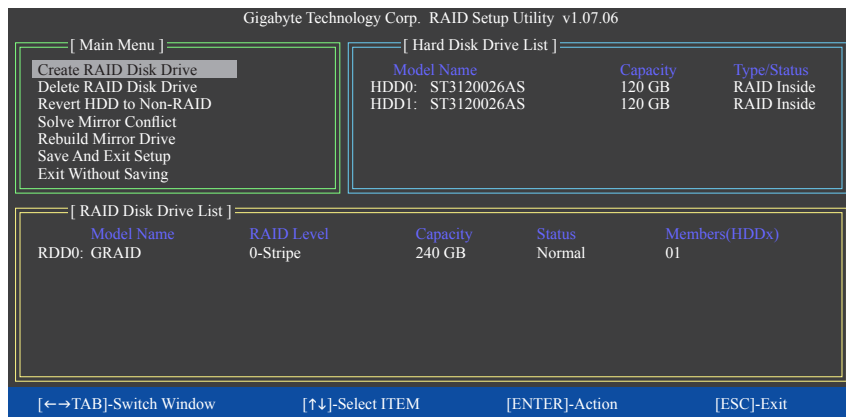 Gigabyte Technology Corp. RAID Setup Utility v1.07.06
[ Main Menu ]
Create RAID Disk Drive
Delete RAID Disk Drive
Revert HDD to Non-RAID
Solve Mirror Conflict
Rebuild Mirror Drive
Save And Exit Setup
Exit Without Saving
[ Hard Disk Drive List ]
Model Name Capacity Type/Status
HDD0: ST3120026AS 120 GB RAID Inside
HDD1: ST3120026AS 120 GB RAID Inside
[ RAID Disk Drive List ]
Model Name RAID Level Capacity Status Members(HDDx)
RDD0: GRAID 0-Stripe 240 GB Normal 01
[←→TAB]-Switch Window [↑↓]-Select ITEM [ENTER]-Action [ESC]-Exit